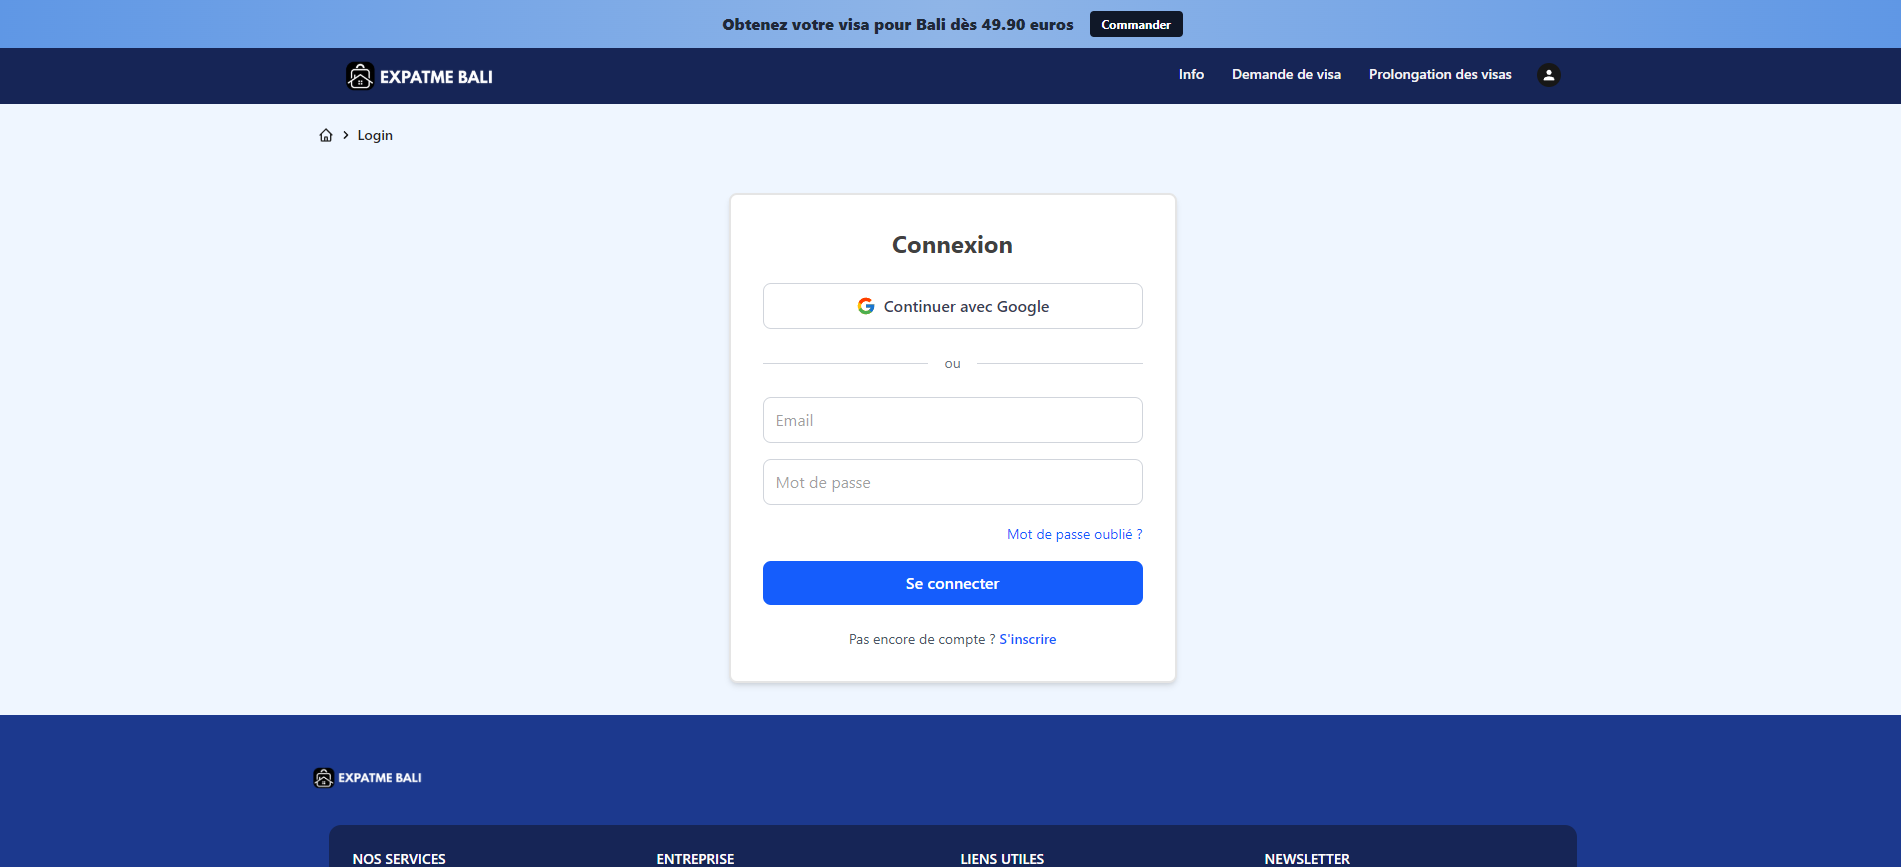 Obtenez votre visa pour Bali dès 49.90 euros
Commander
EXPATME BALI
Info
Demande de visa
Prolongation des visas
Login
Connexion
Continuer avec Google
ou
Email
Mot de passe
Mot de passe oublié ?
Se connecter
Pas encore de compte ? S'inscrire
EXPATME BALI
NOS SERVICES
ENTREPRISE
LIENS UTILES
NEWSLETTER